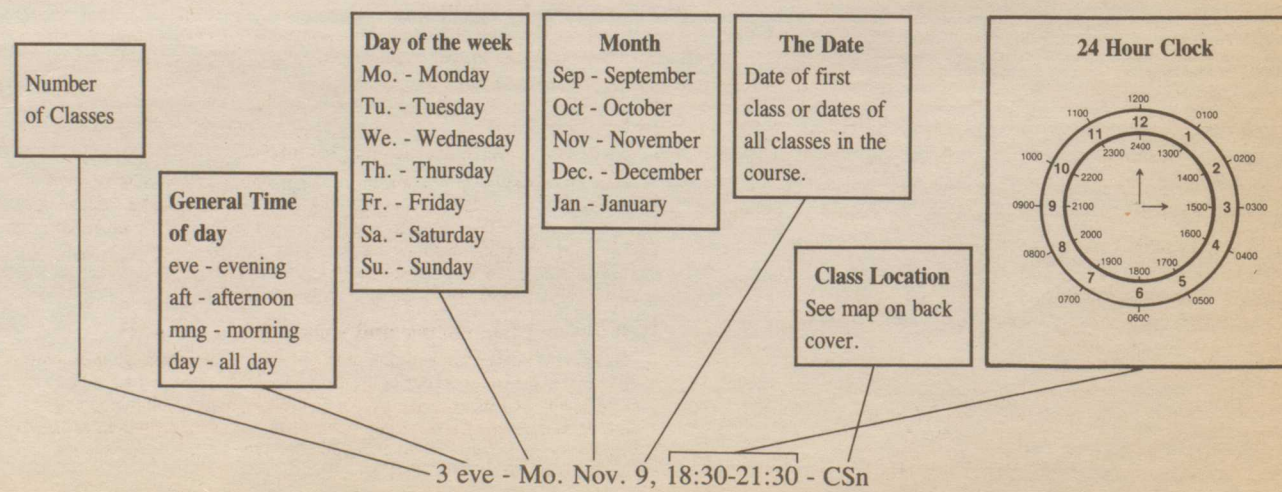 Number
of Classes
General Time
of day
eve - evening
aft - afternoon
mng - morning
day - all day
Day of the week
Mo. - Monday
Tu. - Tuesday
We. - Wednesday
Th. - Thursday
Fr. - Friday
Sa. - Saturday
Su. - Sunday
Month
Sep - September
Oct - October
Nov - November
Dec. - December
Jan - January
The Date
Date of first
class or dates of
all classes in the
course.
Class Location
See map on back
cover.
24 Hour Clock
1200
0100
0200
0300
0400
0500
0600
0700
0800
0900
1000
1100
12
1
2
3
4
5
6
7
8
9
10
11
2400
1300
1400
1500
1600
1700
1800
1900
2000
2100
2200
2300
3 eve - Mo. Nov. 9, 18:30-21:30 - CSn